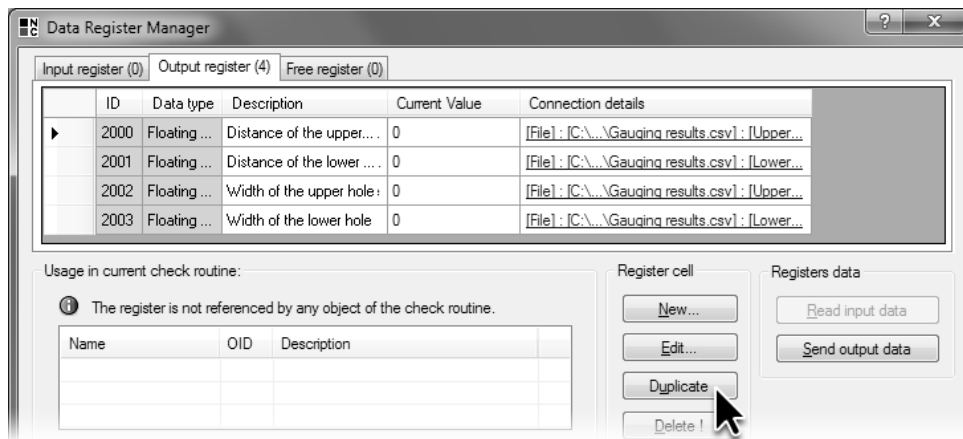 Data Register Manager
?
X
Input register (0) Output register (4) Free register (0)
ID Data type Description Current Value Connection details
2000 Floating ... Distance of the upper... . 0 [File] : [C:\...\Gauging results.csv] : [Upper...
2001 Floating ... Distance of the lower ... . 0 [File] : [C:\...\Gauging results.csv] : [Lower...
2002 Floating ... Width of the upper hole 0 [File] : [C:\...\Gauging results.csv] : [Upper...
2003 Floating ... Width of the lower hole 0 [File] : [C:\...\Gauging results.csv] : [Lower...
Usage in current check routine:
The register is not referenced by any object of the check routine.
Name OID Description
Register cell
New...
Edit...
Duplicate
Delete !
Registers data
Read input data
Send output data